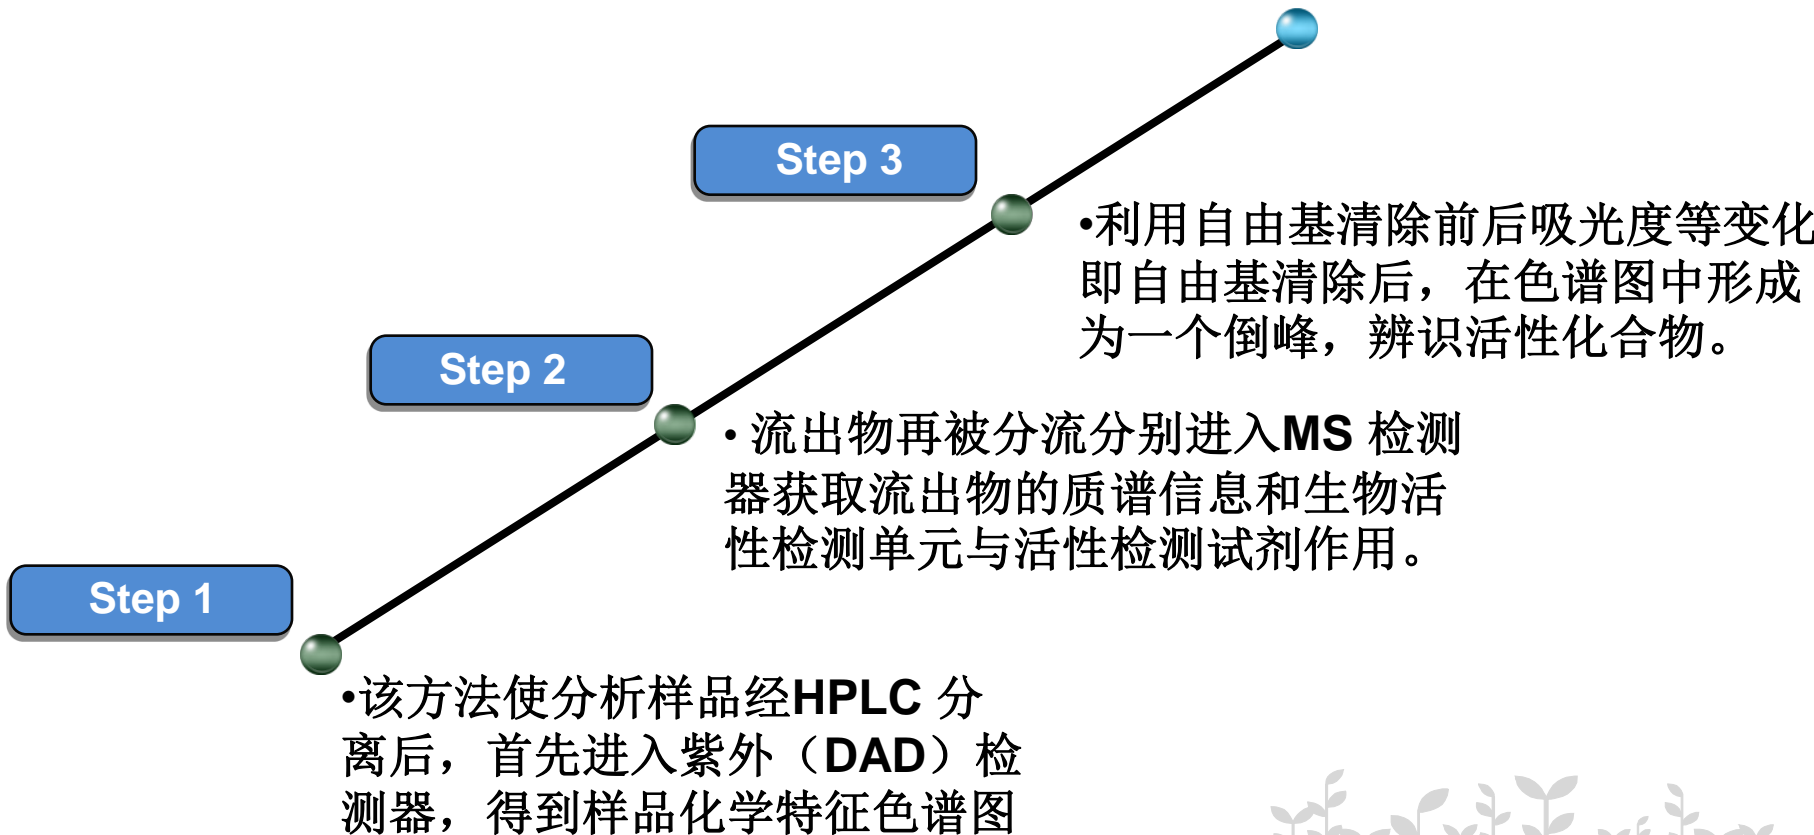 Step 3
•利用自由基清除前后吸光度等变化
即自由基清除后，在色谱图中形成
为一个倒峰，辨识活性化合物。
Step 2
• 流出物再被分流分别进入MS 检测
器获取流出物的质谱信息和生物活
性检测单元与活性检测试剂作用。
Step 1
•该方法使分析样品经HPLC 分
离后，首先进入紫外（DAD）检
测器，得到样品化学特征色谱图